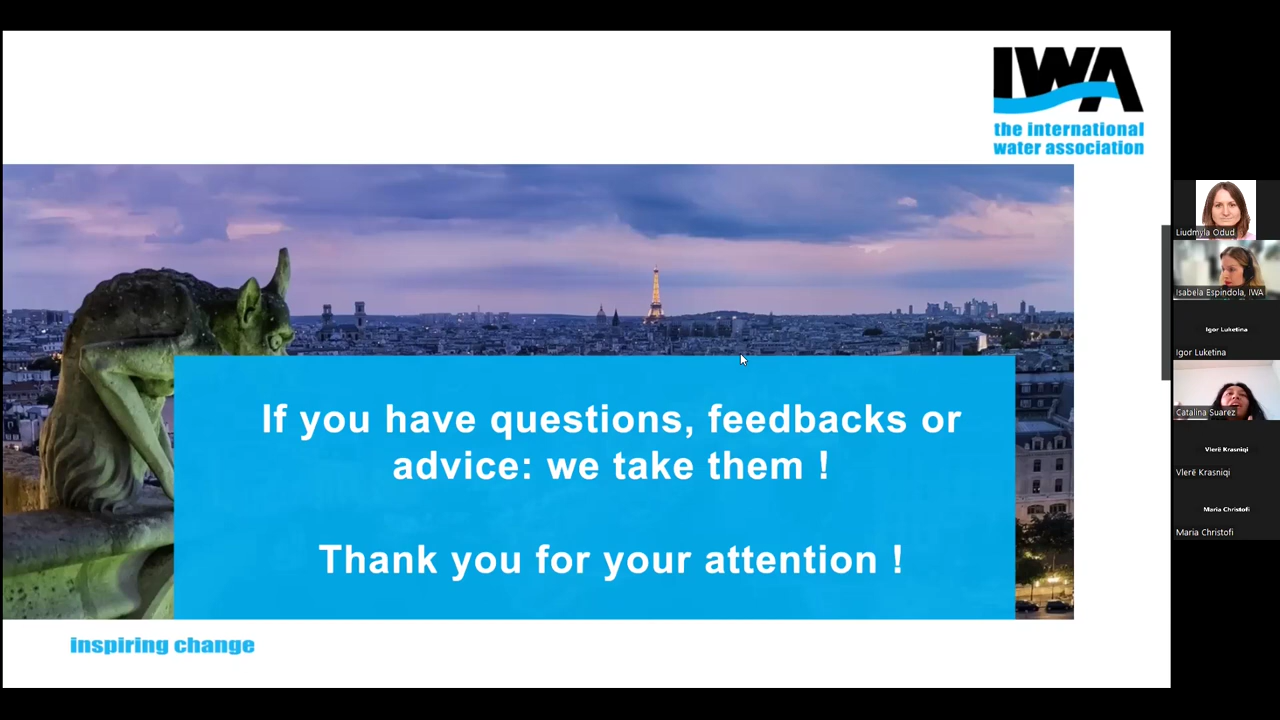 IWA
the international
water association
If you have questions, feedbacks or
advice: we take them !
Thank you for your attention !
inspiring change
Liudmyla Odud
Isabela Espindola, IWA
Igor Luketina
Igor Luketina
Catalina Suarez
Vlerë Krasniqi
Vlerë Krasniqi
Maria Christofi
Maria Christofi